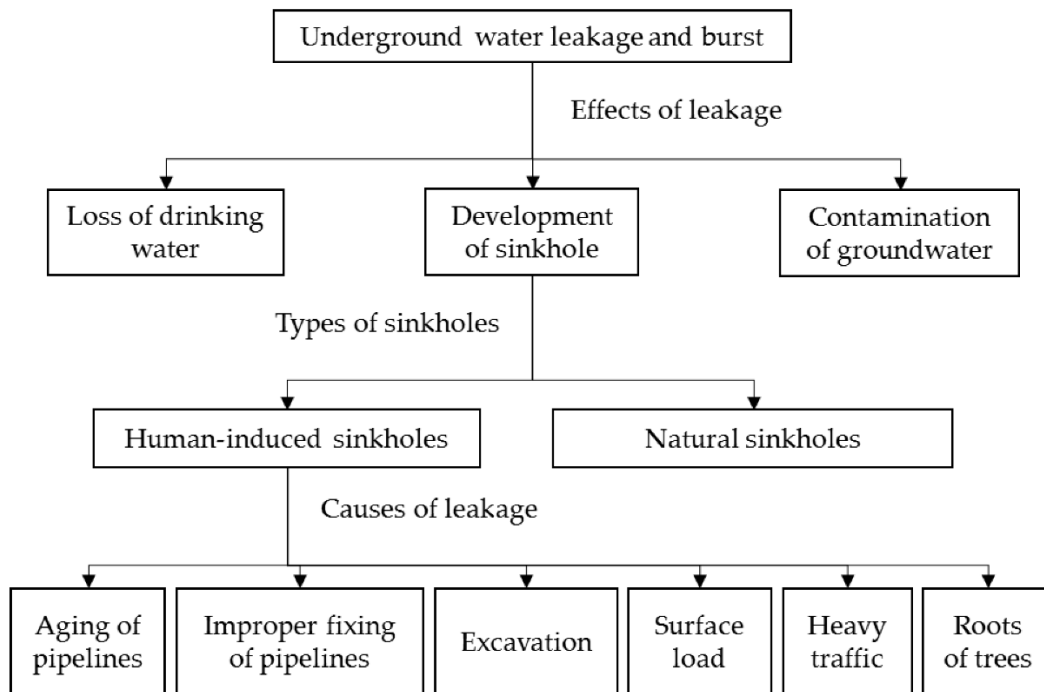 Underground water leakage and burst
Effects of leakage
Loss of drinking
water
Development
of sinkhole
Contamination
of groundwater
Types of sinkholes
Human-induced sinkholes
Natural sinkholes
Causes of leakage
Aging of
pipelines
Improper fixing
of pipelines
Excavation
Surface
load
Heavy
traffic
Roots
of trees